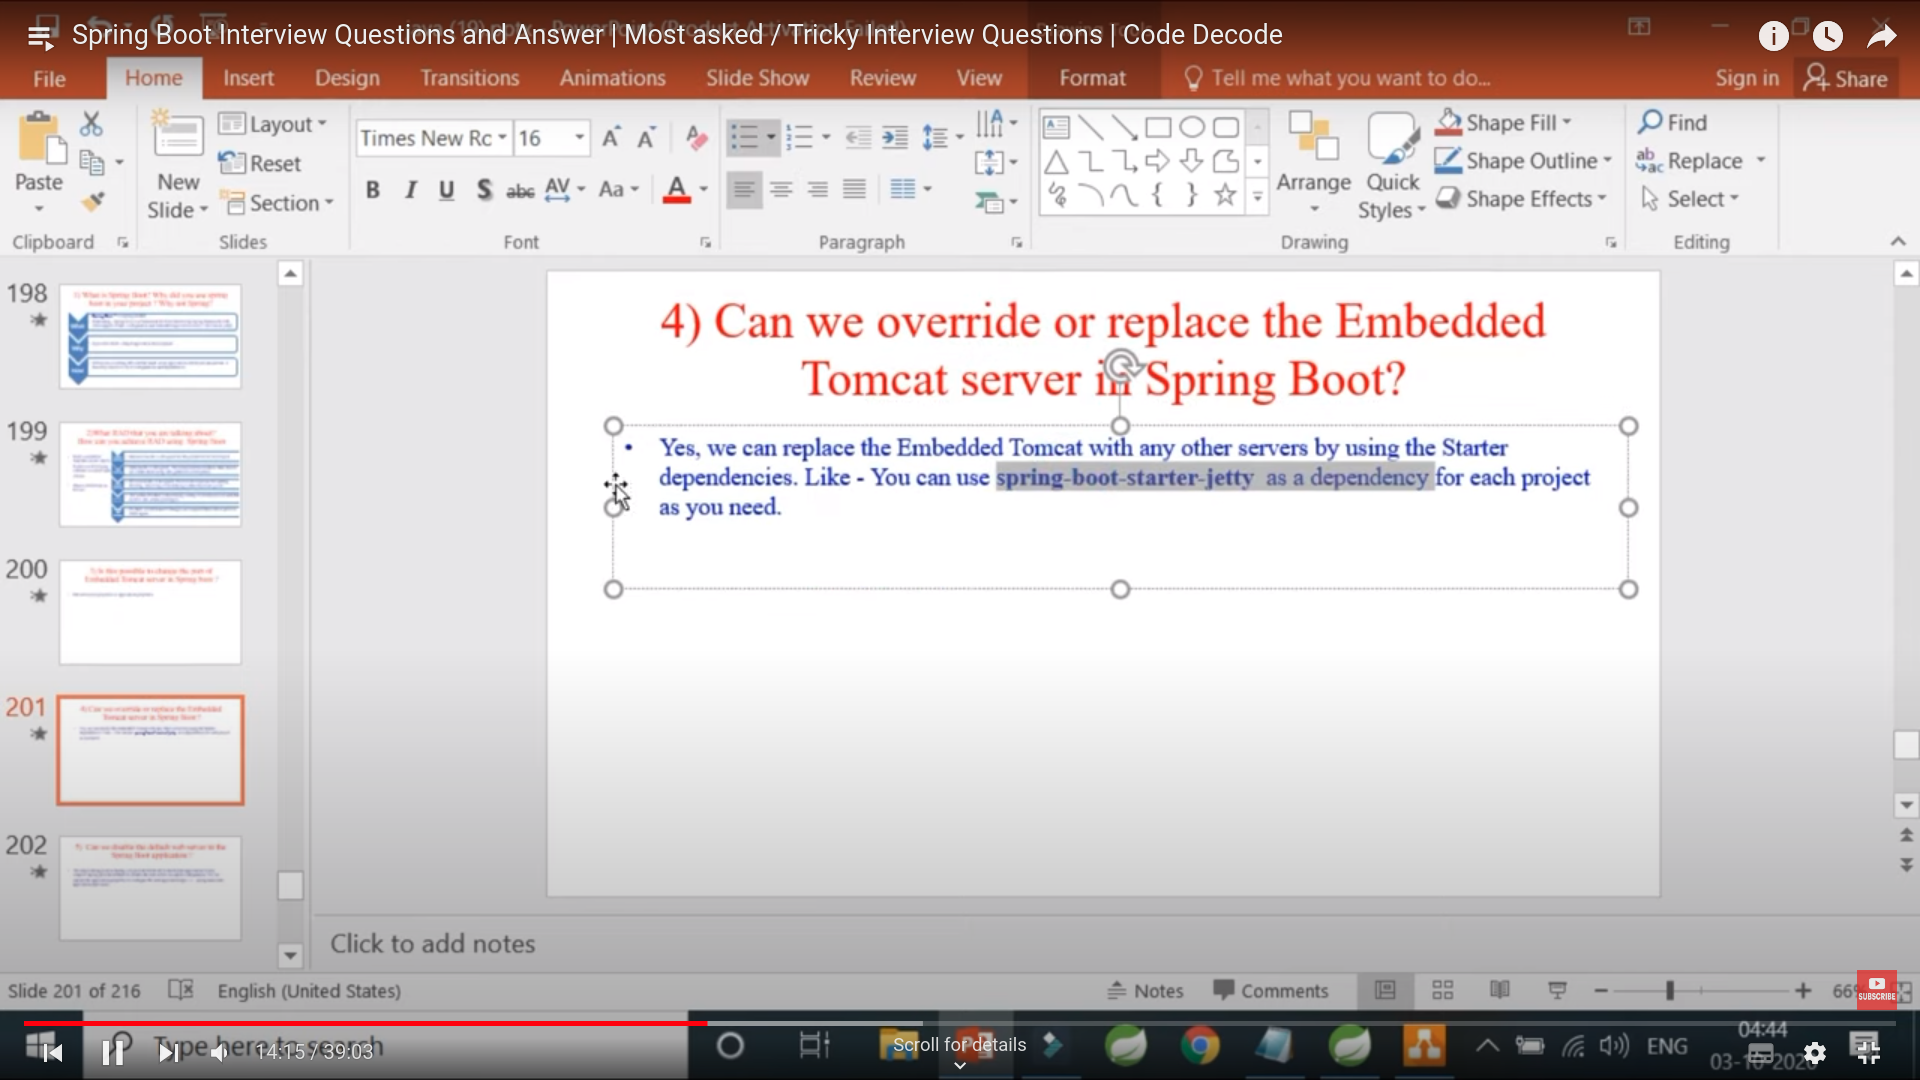 Spring Boot Interview Questions and Answer | Most asked / Tricky Interview Questions | Code Decode
File Home Insert Design Transitions Animations Slide Show Review View Format Tell me what you want to do... Sign in Share
Paste
Clipboard
New Slide
Layout
Reset
Section
Slides
Times New Rc 16
B I U S abc AV Aa A
Font
Paragraph
Arrange
Quick Styles
Shape Fill
Shape Outline
Shape Effects
Drawing
Find
Replace
Select
Editing
198
199
200
201
202
4) Can we override or replace the Embedded
Tomcat server in Spring Boot?
• Yes, we can replace the Embedded Tomcat with any other servers by using the Starter
dependencies. Like - You can use spring-boot-starter-jetty as a dependency for each project
as you need.
Click to add notes
Slide 201 of 216 English (United States) Notes Comments
SUBSCRIBE
Type here to search
14:15 / 39:03
Scroll for details
ENG
04:44